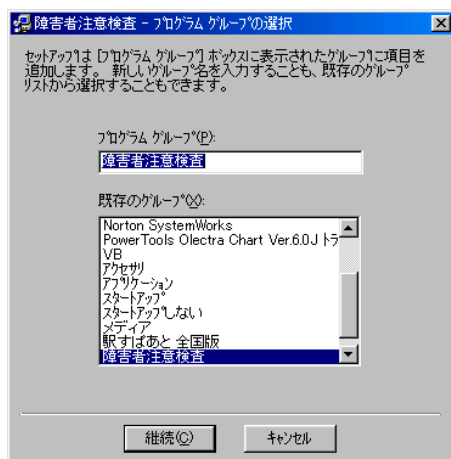 障害者注意検査 - ﾌﾟﾛｸﾞﾗﾑ ｸﾞﾙｰﾌﾟの選択
ｾｯﾄｱｯﾌﾟは [ﾌﾟﾛｸﾞﾗﾑ ｸﾞﾙｰﾌﾟ] ﾎﾞｯｸｽに表示されたｸﾞﾙｰﾌﾟに項目を
追加します。 新しいｸﾞﾙｰﾌﾟ名を入力することも、既存のｸﾞﾙｰﾌﾟ
ﾘｽﾄから選択することもできます。
ﾌﾟﾛｸﾞﾗﾑ ｸﾞﾙｰﾌﾟ(P):
障害者注意検査
既存のｸﾞﾙｰﾌﾟ(X):
Norton SystemWorks
PowerTools Olectra Chart Ver.6.0J ﾄﾗ
VB
ｱｸｾｻﾘ
ｱﾌﾟﾘｹｰｼｮﾝ
ｽﾀｰﾄｱｯﾌﾟ
ｽﾀｰﾄｱｯﾌﾟしない
メディア
駅すぱあと 全国版
障害者注意検査
継続(C)
ｷｬﾝｾﾙ